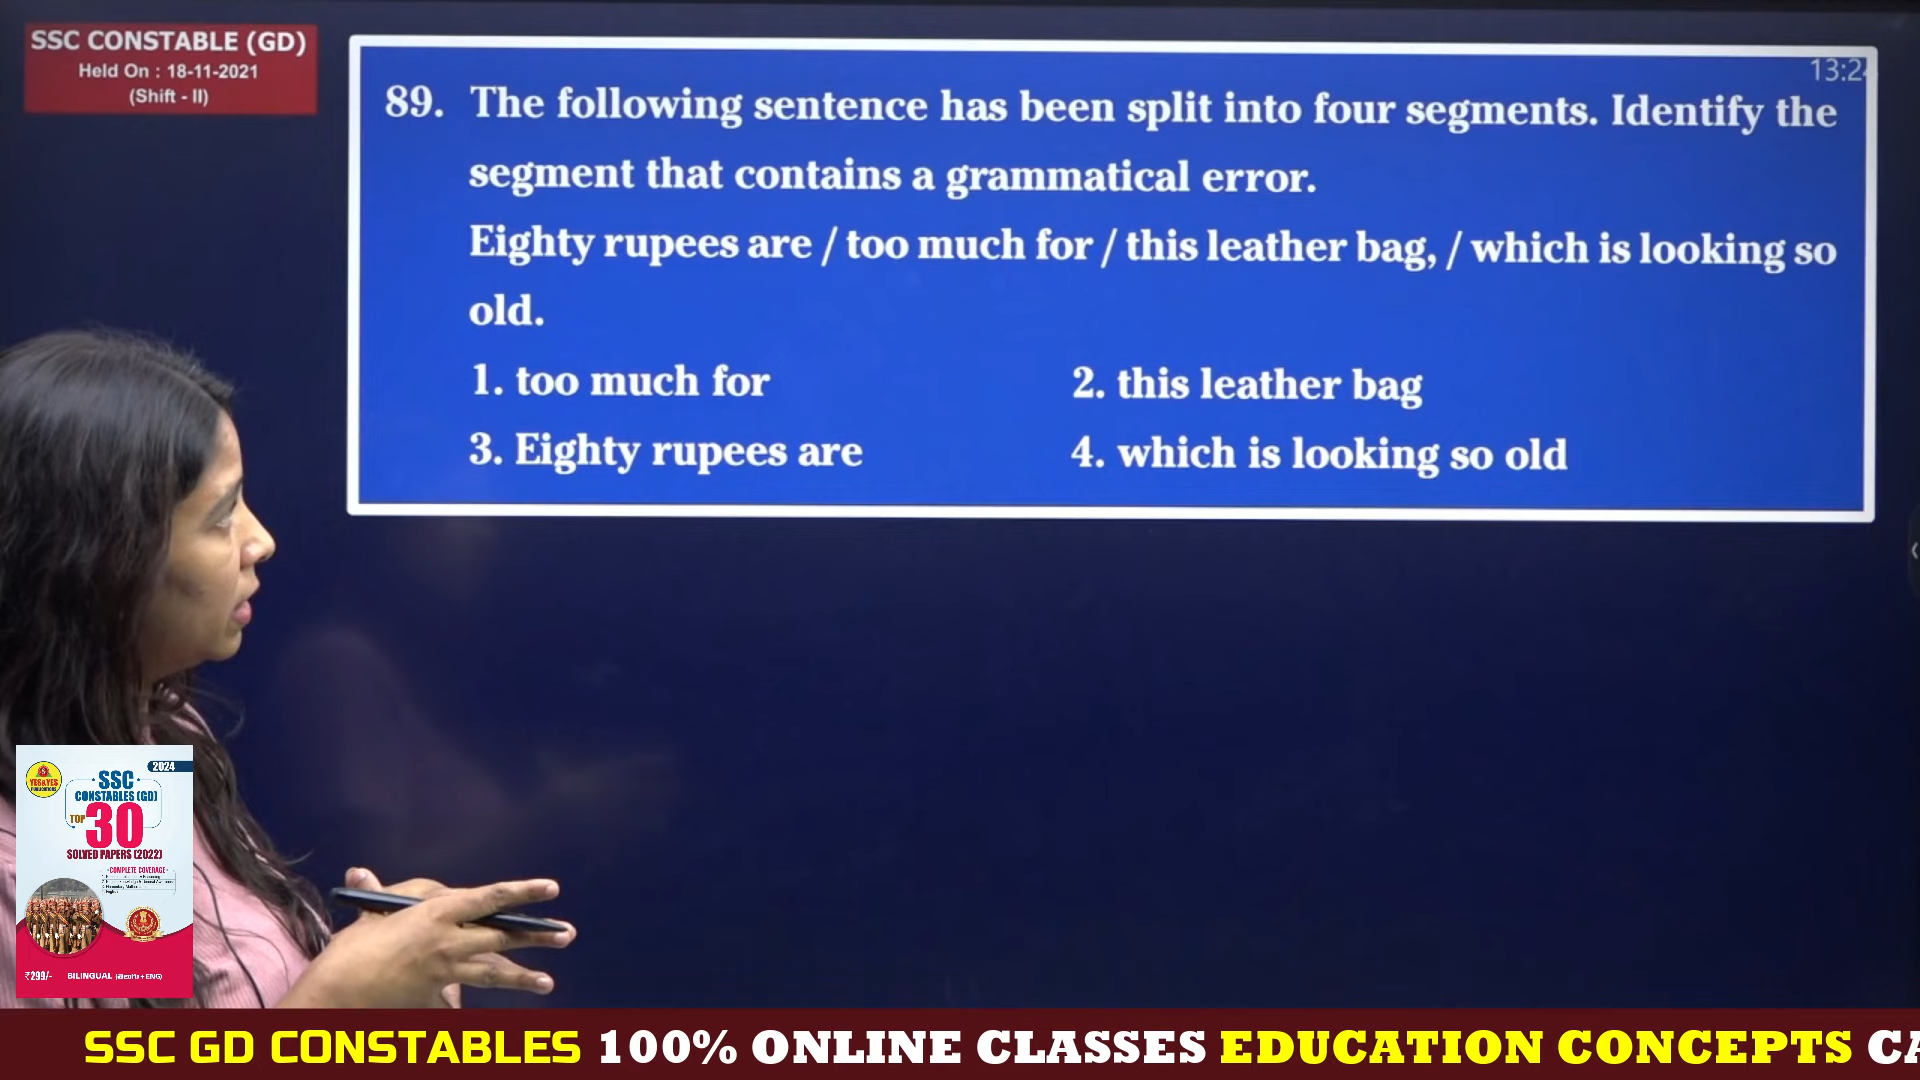 SSC CONSTABLE (GD)
Held On : 18-11-2021
(Shift - II)
13:2
89. The following sentence has been split into four segments. Identify the
segment that contains a grammatical error.
Eighty rupees are / too much for / this leather bag, / which is looking so
old.
1. too much for 2. this leather bag
3. Eighty rupees are 4. which is looking so old
2024
YES&YES
PUBLICATIONS
SSC
CONSTABLES (GD)
TOP 30
SOLVED PAPERS (2022)
COMPLETE COVERAGE
₹299/- BILINGUAL (తెలుగు + ENG)
SSC GD CONSTABLES 100% ONLINE CLASSES EDUCATION CONCEPTS CA